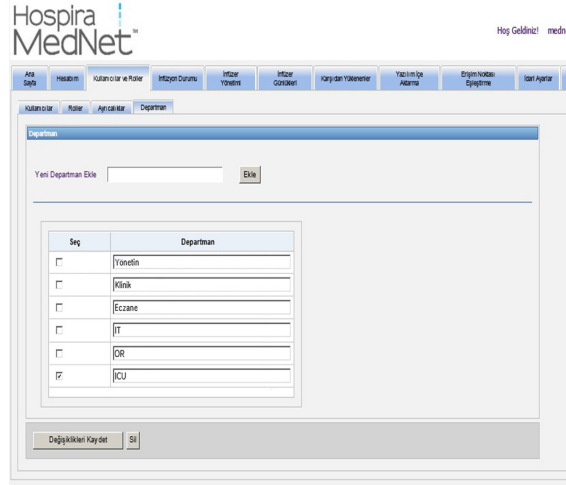 Hospira
MedNet™
Hoş Geldiniz! medn
Ana Sayfa
Hesabım
Kullanıcılar ve Roller
İnfüzyon Durumu
İnfüzer Yönetimi
İnfüzer Günlükleri
Karşıdan Yüklenenler
Yazılım İçe Aktarma
Erişim Noktası Eşleştirme
İdari Ayarlar
Kullanıcılar
Roller
Ayrıcalıklar
Departman
Departman
Yeni Departman Ekle
Ekle
Seç
Departman
Yönetin
Klinik
Eczane
IT
OR
ICU
Değişiklikleri Kaydet
Sil